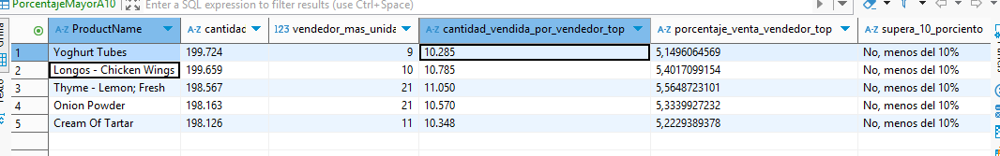 PorcentajeMayorA10 Enter a SQL expression to filter results (use Ctrl+Space)
A-Z ProductName A-Z cantidad 123 vendedor_mas_unida A-Z cantidad_vendida_por_vendedor_top A-Z porcentaje_venta_vendedor_top A-Z supera_10_porciento
1 Yoghurt Tubes 199.724 9 10.285 5,1496064569 No, menos del 10%
2 Longos - Chicken Wings 199.659 10 10.785 5,4017099154 No, menos del 10%
3 Thyme - Lemon; Fresh 198.567 21 11.050 5,5648723101 No, menos del 10%
4 Onion Powder 198.163 21 10.570 5,3339927232 No, menos del 10%
5 Cream Of Tartar 198.126 11 10.348 5,2229389378 No, menos del 10%
Texto